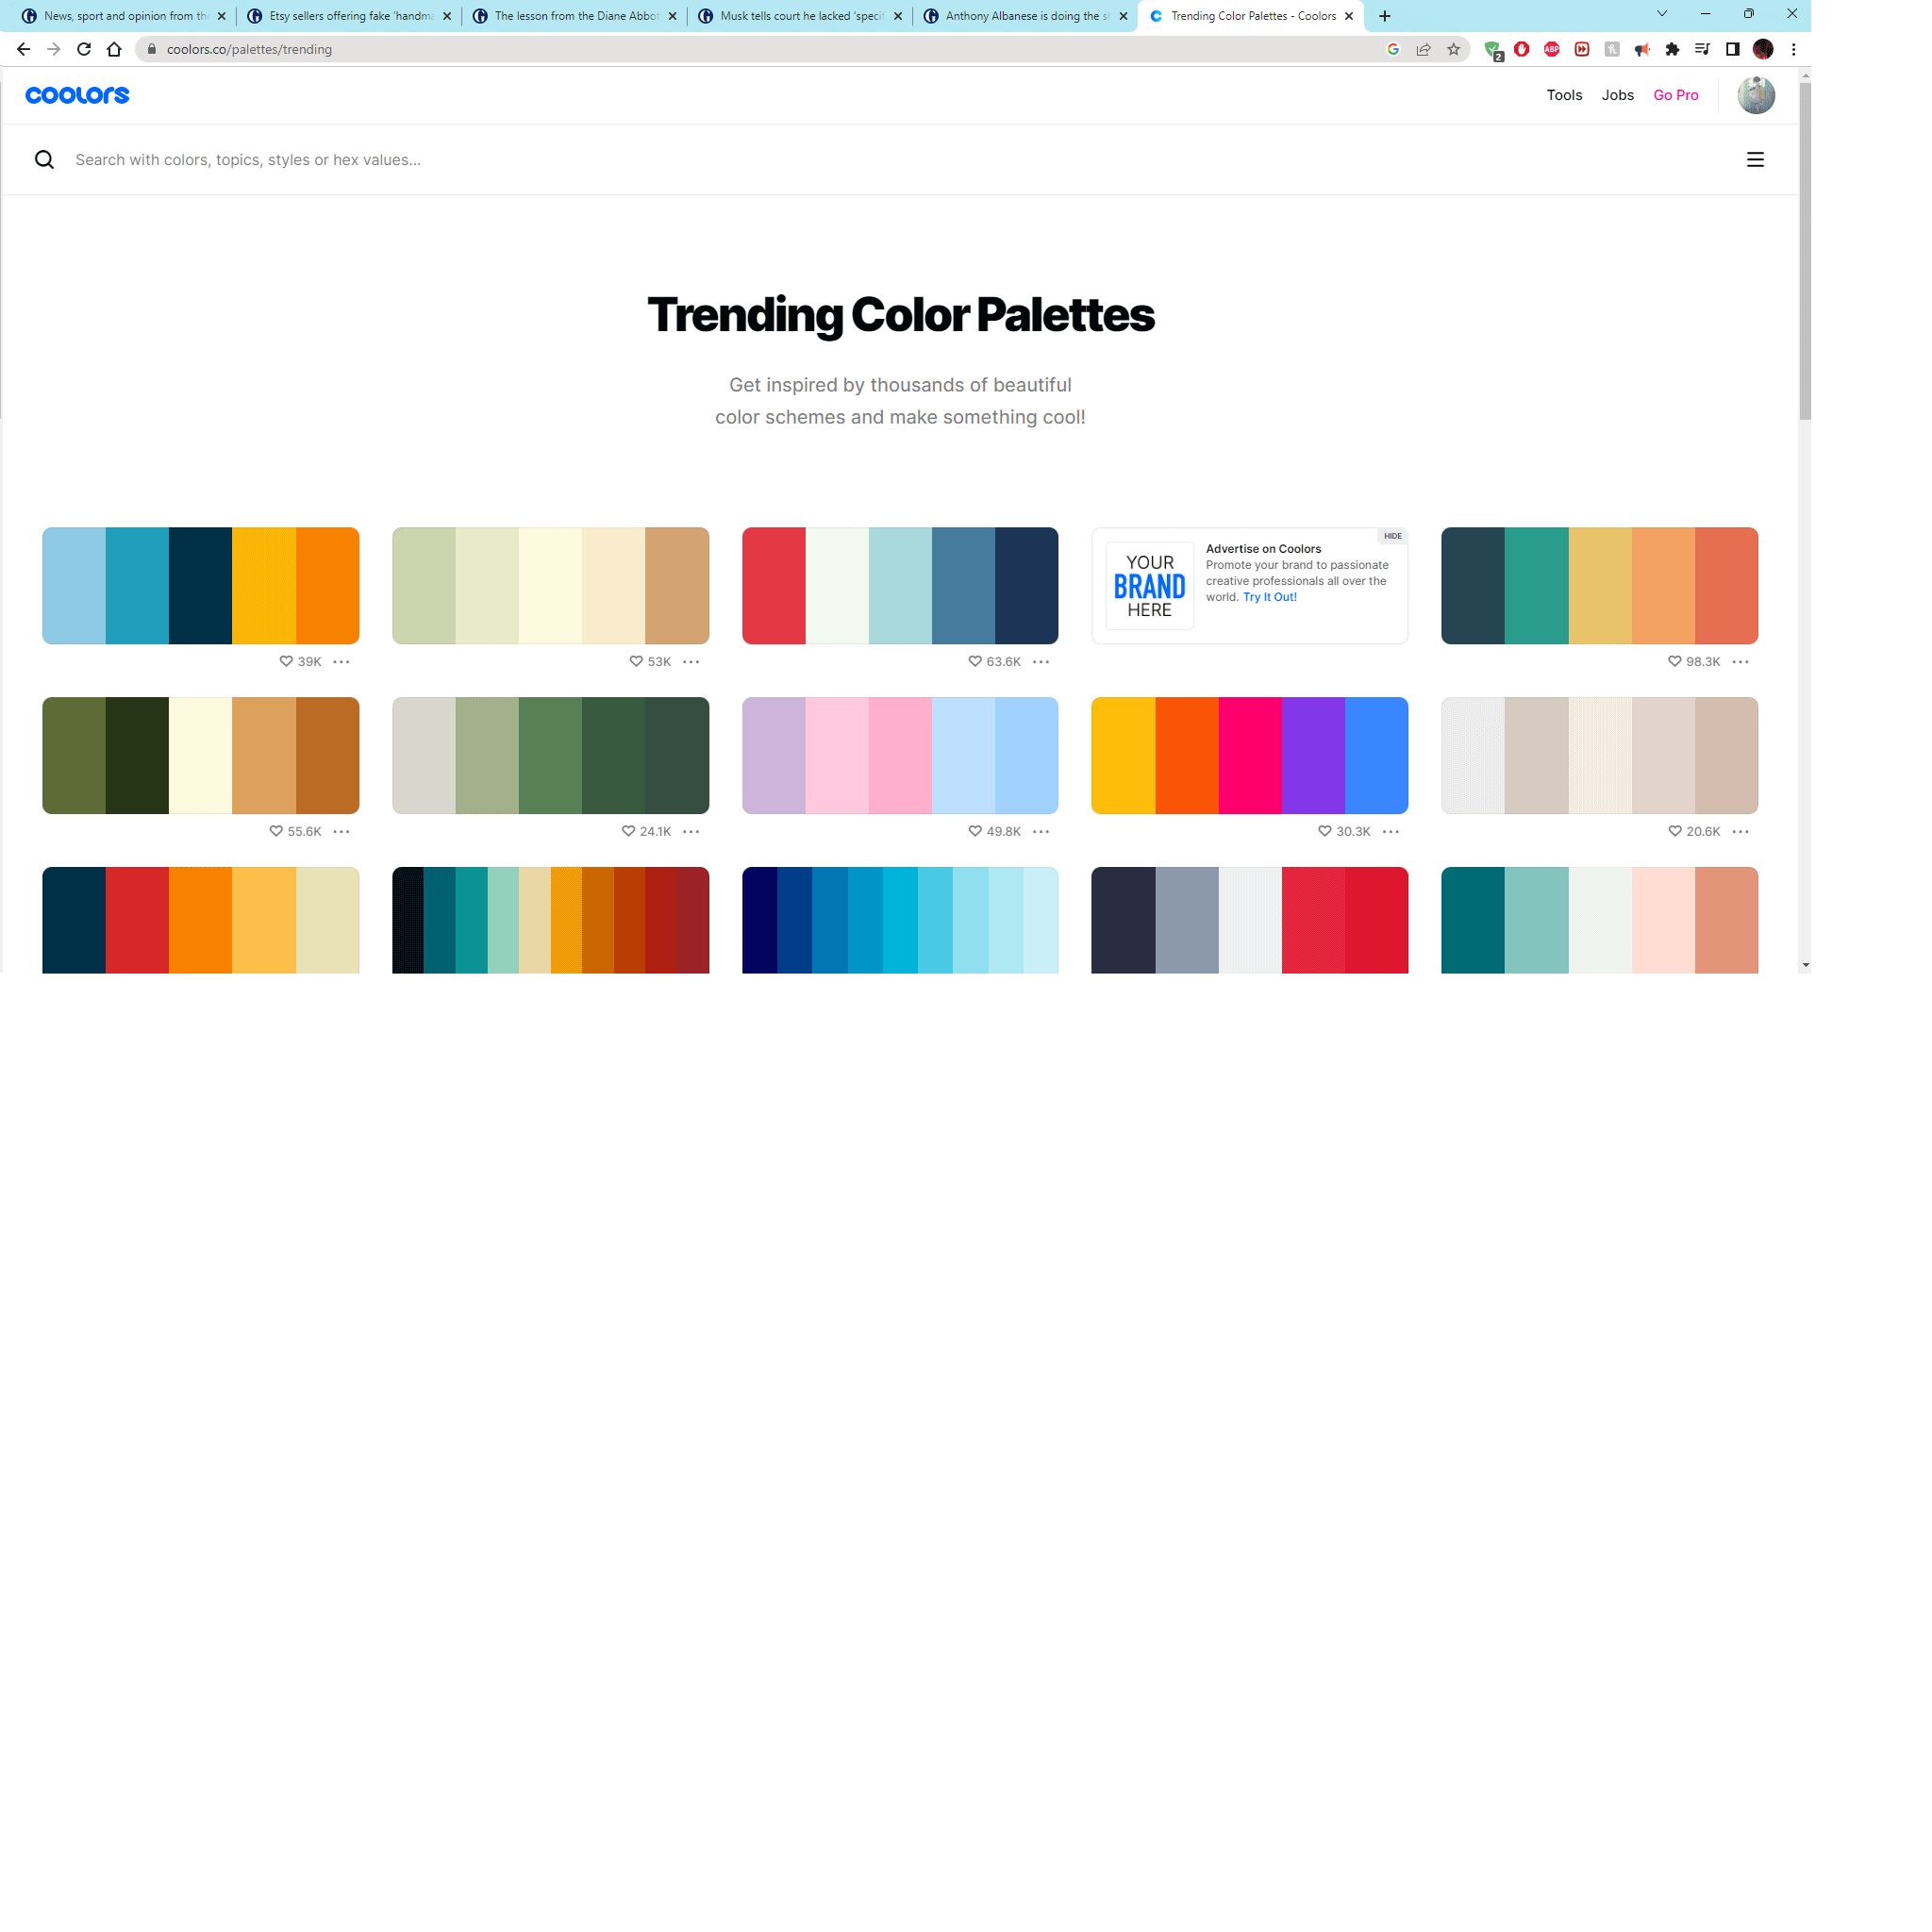 News, sport and opinion from th
Etsy sellers offering fake 'handma
The lesson from the Diane Abbot
Musk tells court he lacked 'specif
Anthony Albanese is doing the s
Trending Color Palettes - Coolors
coolors.co/palettes/trending
2
ABP
coolors
Tools
Jobs
Go Pro
Search with colors, topics, styles or hex values...
Trending Color Palettes
Get inspired by thousands of beautiful
color schemes and make something cool!
HIDE
YOUR
BRAND
HERE
Advertise on Coolors
Promote your brand to passionate
creative professionals all over the
world. Try It Out!
39K
53K
63.6K
98.3K
55.6K
24.1K
49.8K
30.3K
20.6K